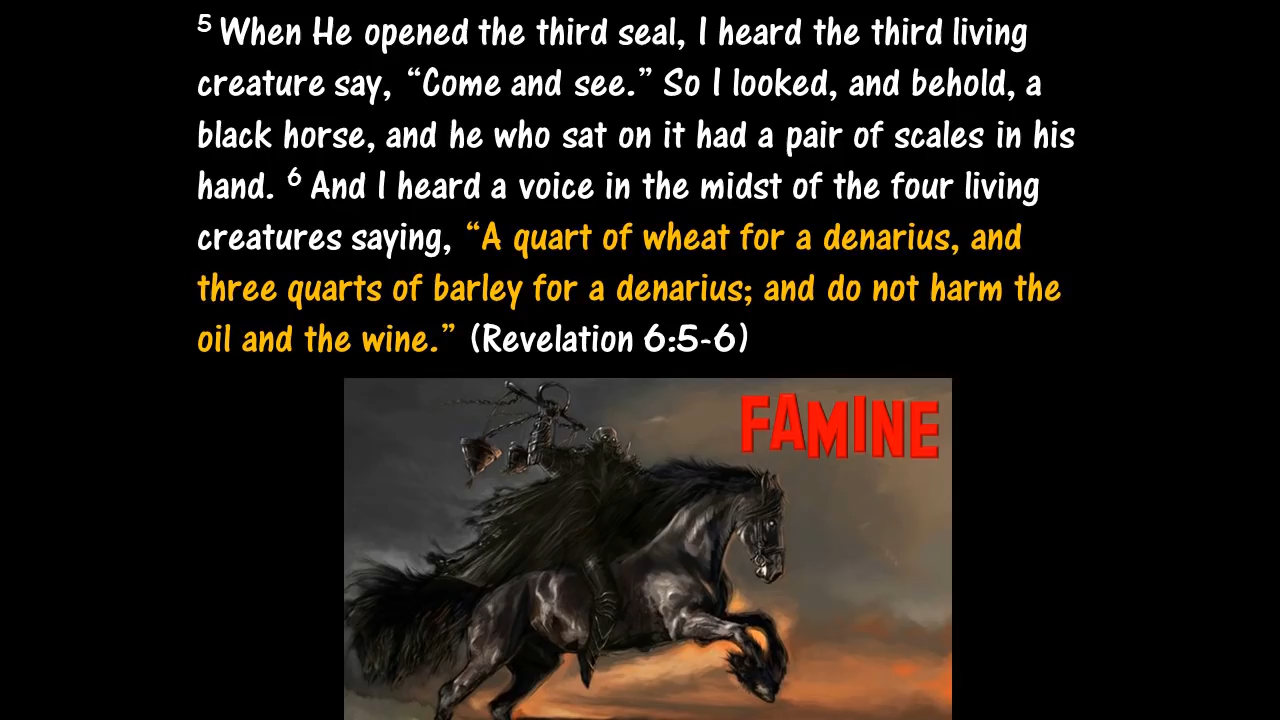 5 When He opened the third seal, I heard the third living
creature say, “Come and see.” So I looked, and behold, a
black horse, and he who sat on it had a pair of scales in his
hand. 6 And I heard a voice in the midst of the four living
creatures saying, “A quart of wheat for a denarius, and
three quarts of barley for a denarius; and do not harm the
oil and the wine.” (Revelation 6:5-6)
FAMINE